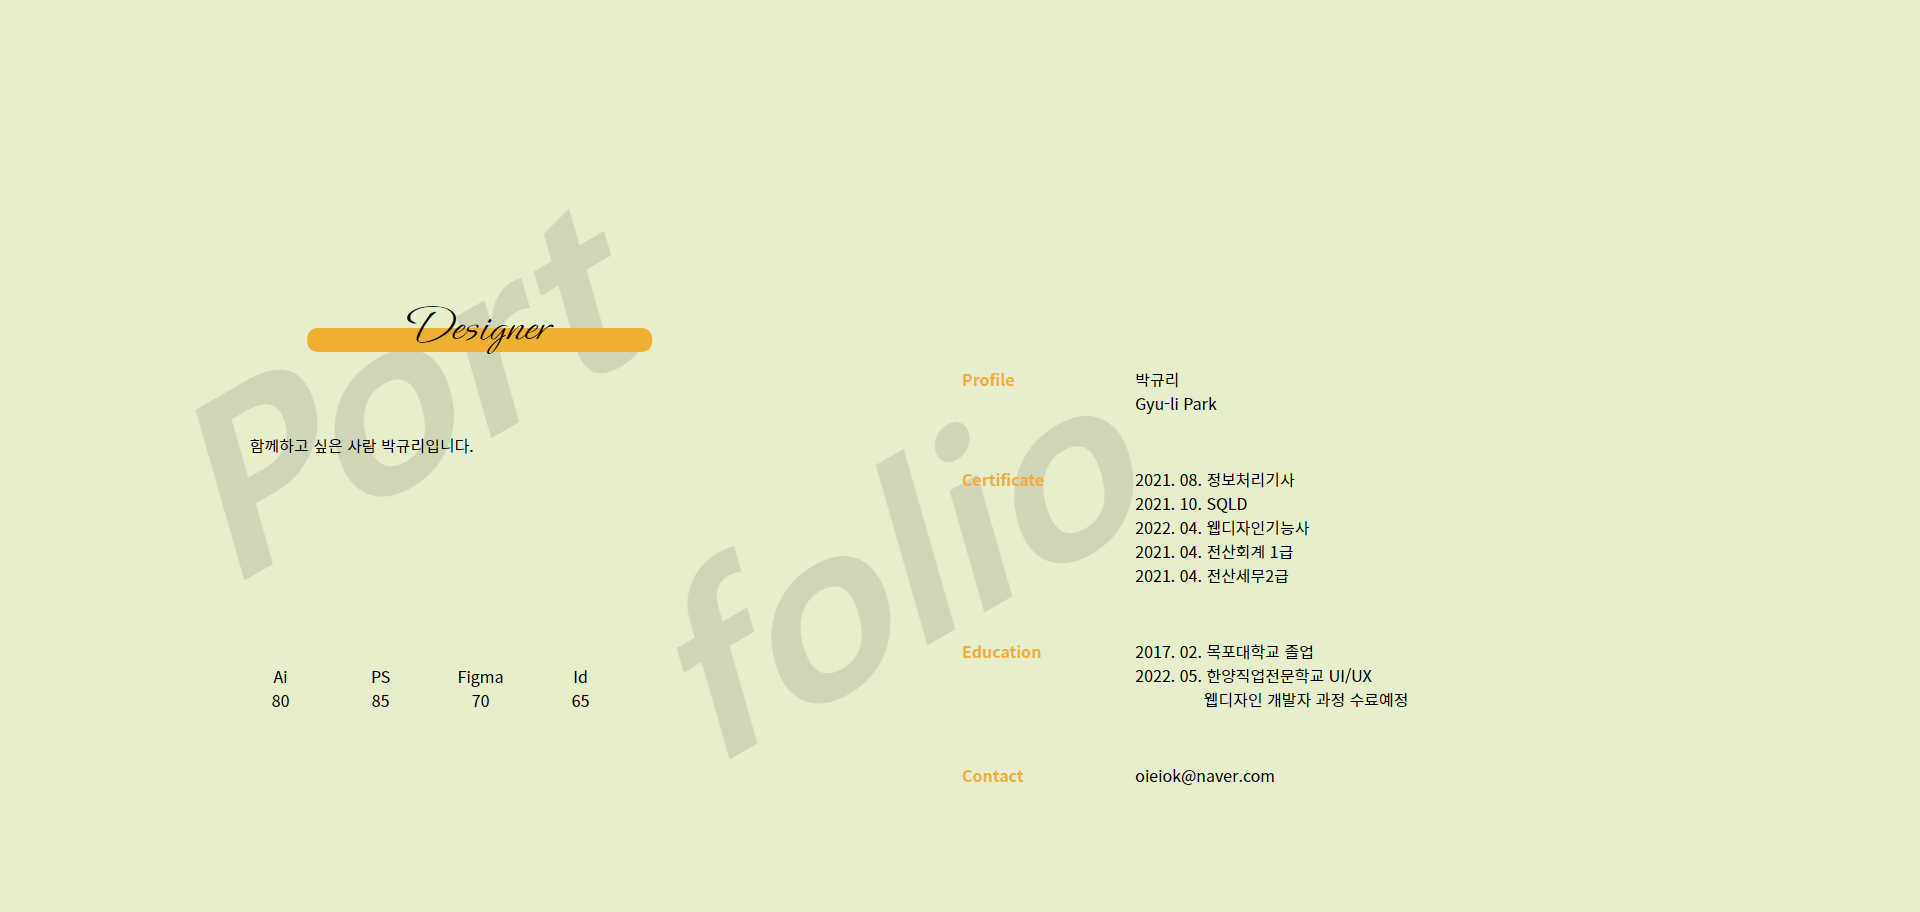 Port
folio
Designer
함께하고 싶은 사람 박규리입니다.
Ai PS Figma Id
80 85 70 65
Profile 박규리
Gyu-li Park
Certificate 2021. 08. 정보처리기사
2021. 10. SQLD
2022. 04. 웹디자인기능사
2021. 04. 전산회계 1급
2021. 04. 전산세무2급
Education 2017. 02. 목포대학교 졸업
2022. 05. 한양직업전문학교 UI/UX
웹디자인 개발자 과정 수료예정
Contact oieiok@naver.com